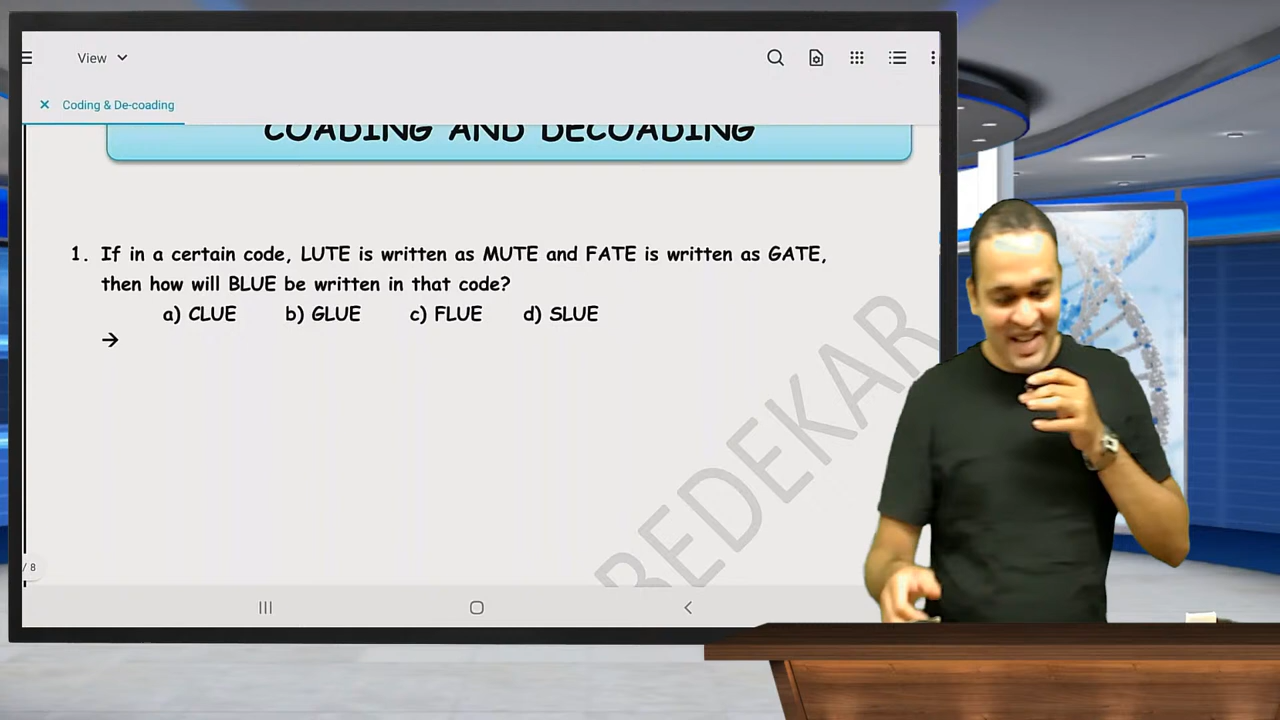 View
Coding & De-coading
COADING AND DECOADING
1. If in a certain code, LUTE is written as MUTE and FATE is written as GATE,
then how will BLUE be written in that code?
a) CLUE b) GLUE c) FLUE d) SLUE
→
BEDEKAR
/ 8